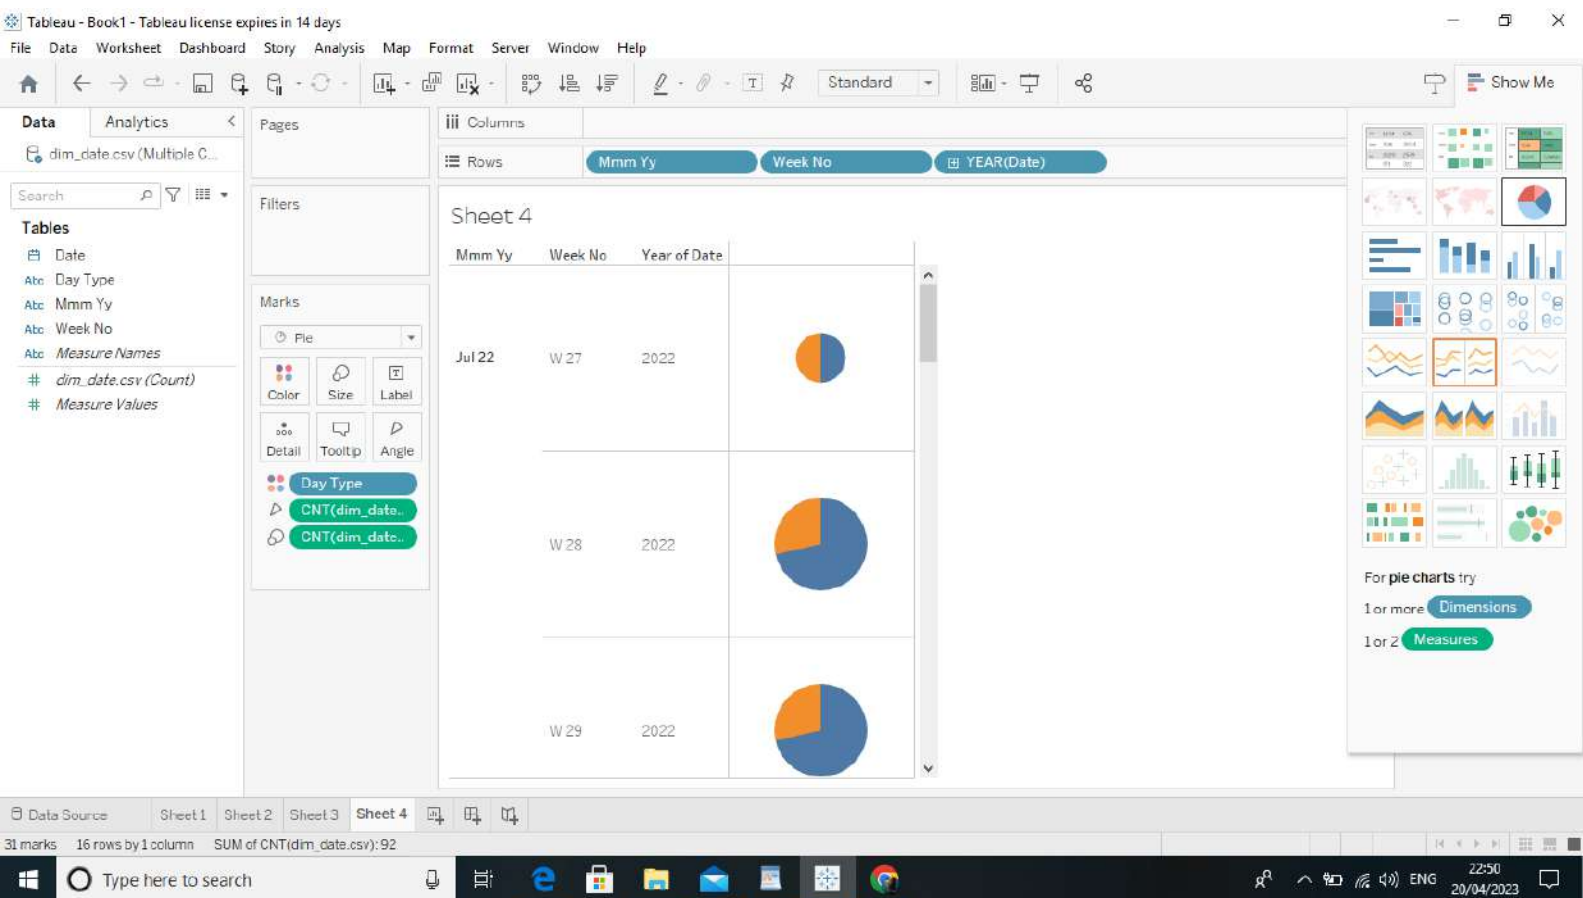 Tableau - Book1 - Tableau license expires in 14 days
File Data Worksheet Dashboard Story Analysis Map Format Server Window Help
Standard
Show Me
Data Analytics
Pages
Columns
dim_date.csv (Multiple C...
Rows Mmm Yy Week No YEAR(Date)
Search
Filters
Sheet 4
Tables
Mmm Yy Week No Year of Date
Date
Abc Day Type
Abc Mmm Yy
Marks
Abc Week No
Pie
Abc Measure Names
Jul 22 W 27 2022
# dim_date.csv (Count)
Color Size Label
# Measure Values
Detail Tooltip Angle
Day Type
CNT(dim_date..
CNT(dim_date..
W 28 2022
For pie charts try
1 or more Dimensions
1 or 2 Measures
W 29 2022
Data Source Sheet 1 Sheet 2 Sheet 3 Sheet 4
31 marks 16 rows by 1 column SUM of CNT(dim_date.csv): 92
Type here to search
ENG
22:50
20/04/2023